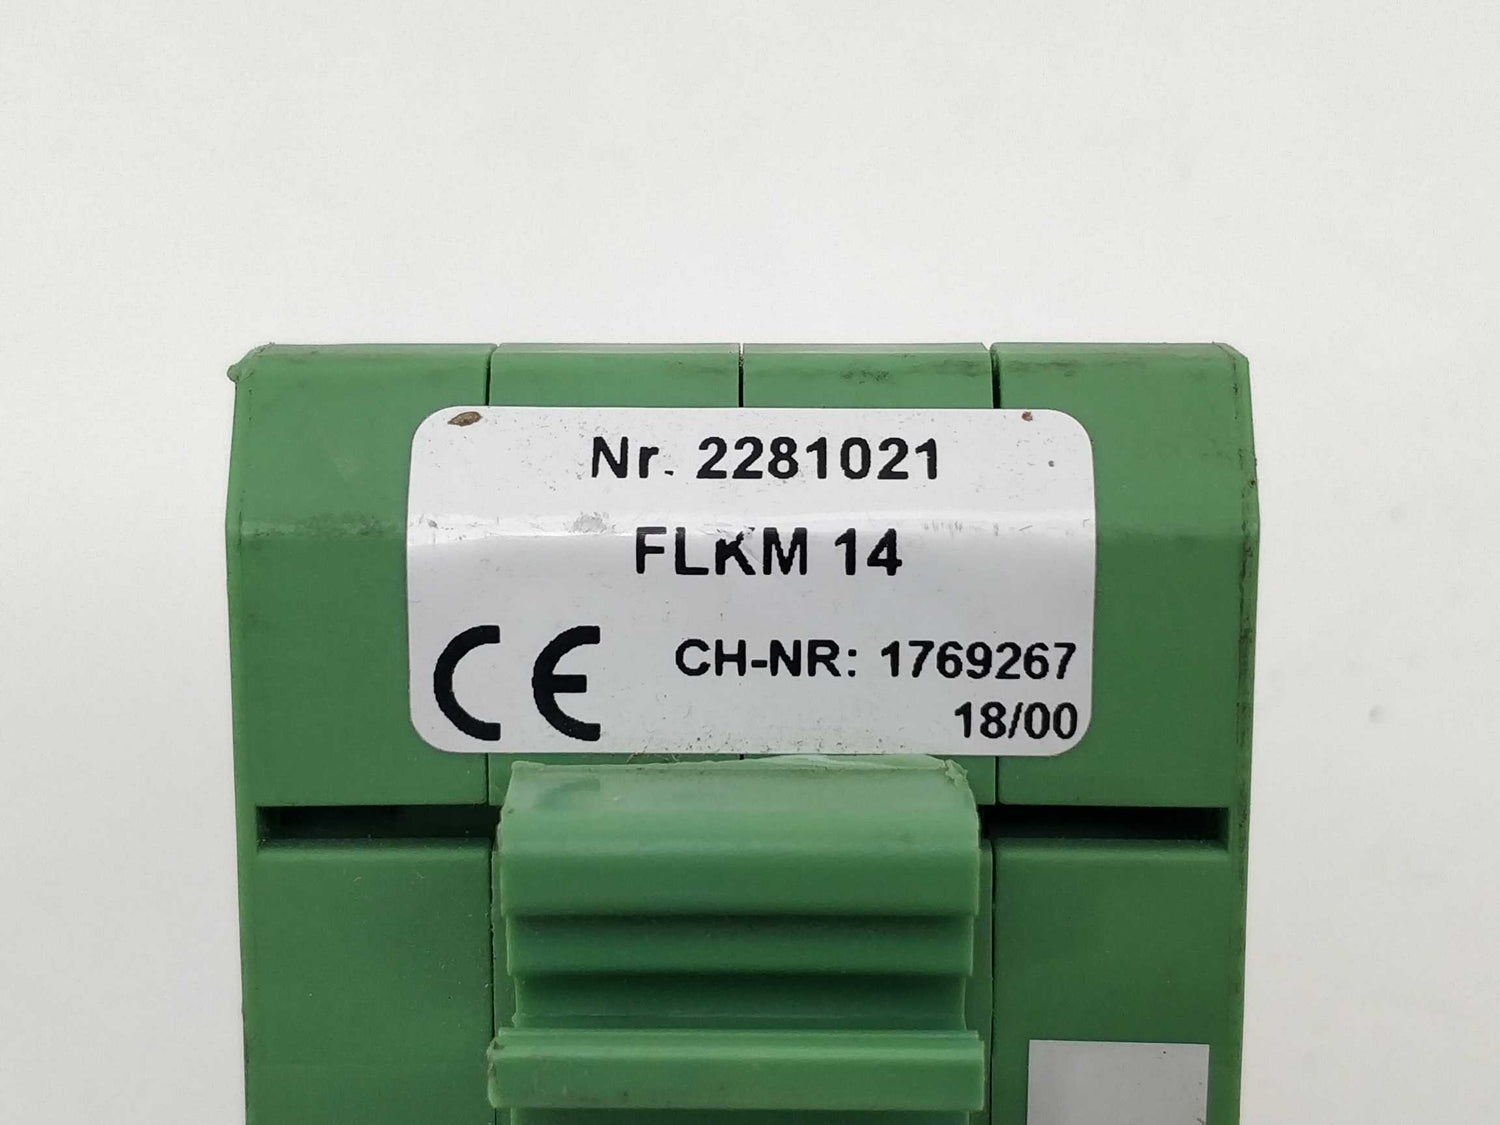 Nr. 2281021
FLKM 14
CE CH-NR: 1769267
18/00